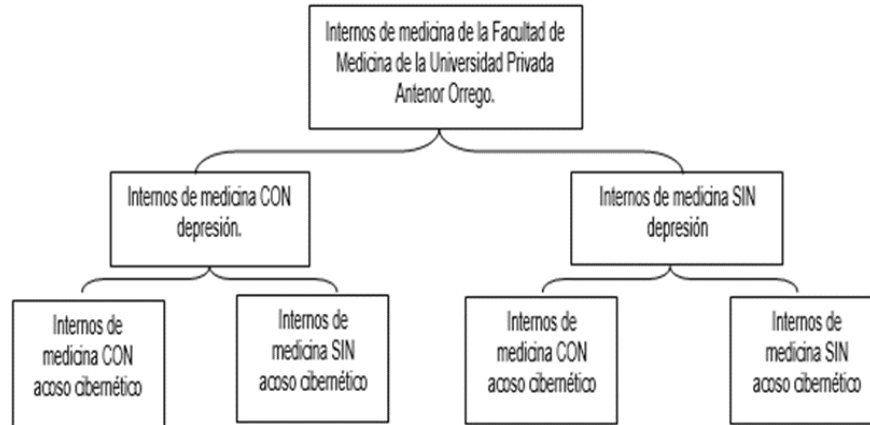 Internos de medicina de la Facultad de
Medicina de la Universidad Privada
Antenor Orrego.
Internos de medicina CON
depresión.
Internos de medicina SIN
depresión
Internos de
medicina CON
acoso cibernético
Internos de
medicina SIN
acoso cibernético
Internos de
medicina CON
acoso cibernético
Internos de
medicina SIN
acoso cibernético